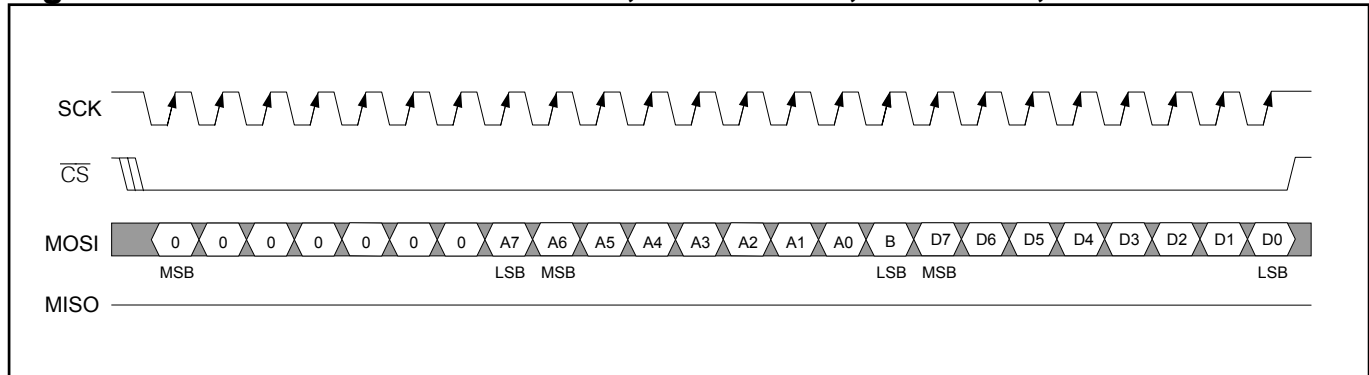 SCK
CS
MOSI 0 0 0 0 0 0 0 A7 A6 A5 A4 A3 A2 A1 A0 B D7 D6 D5 D4 D3 D2 D1 D0
MSB LSB MSB LSB MSB LSB
MISO